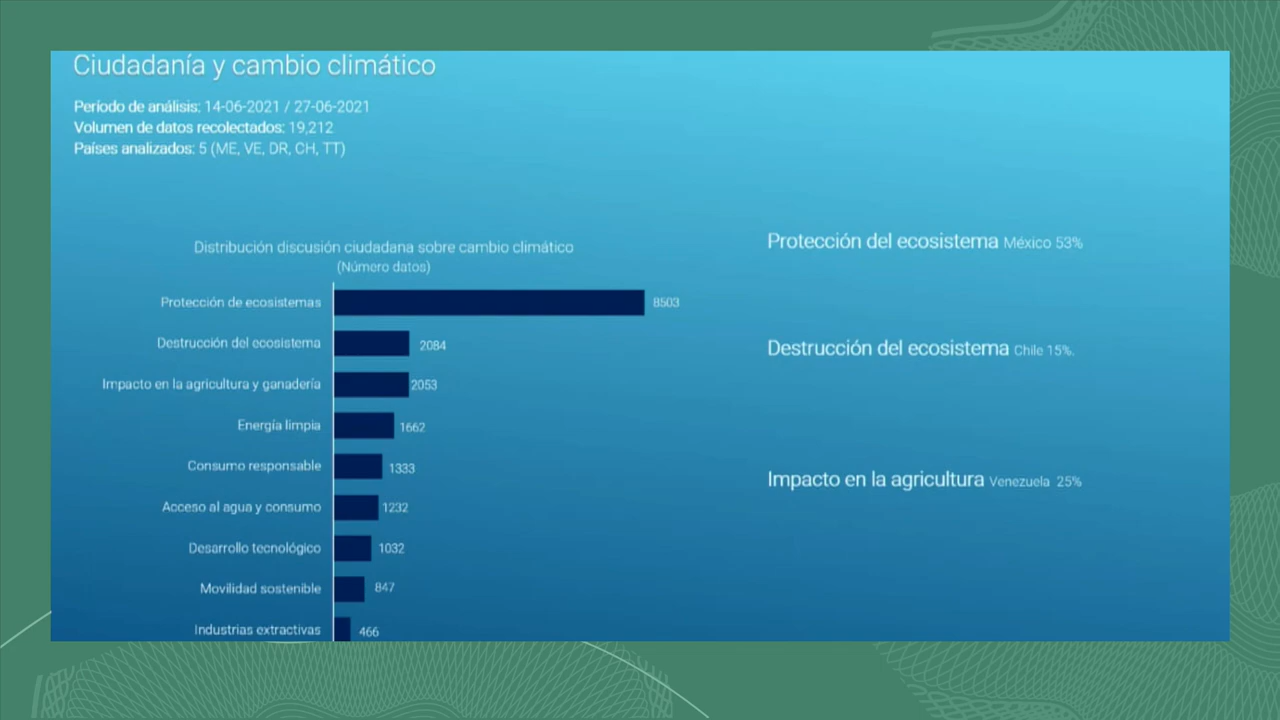 Ciudadanía y cambio climático
Período de análisis: 14-06-2021 / 27-06-2021
Volumen de datos recolectados: 19,212
Países analizados: 5 (ME, VE, DR, CH, TT)
Distribución discusión ciudadana sobre cambio climático
(Número datos)
Protección de ecosistemas 8503
Destrucción del ecosistema 2084
Impacto en la agricultura y ganadería 2053
Energía limpia 1662
Consumo responsable 1333
Acceso al agua y consumo 1232
Desarrollo tecnológico 1032
Movilidad sostenible 847
Industrias extractivas 466
Protección del ecosistema México 53%
Destrucción del ecosistema Chile 15%.
Impacto en la agricultura Venezuela 25%